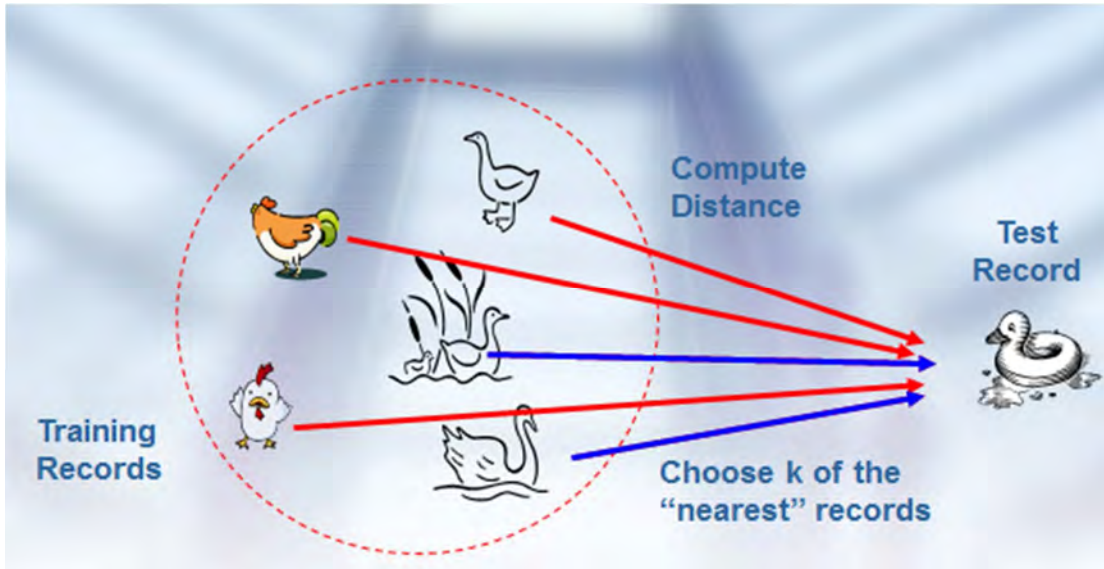 Compute
Distance
Test
Record
Training
Records
Choose k of the
“nearest” records